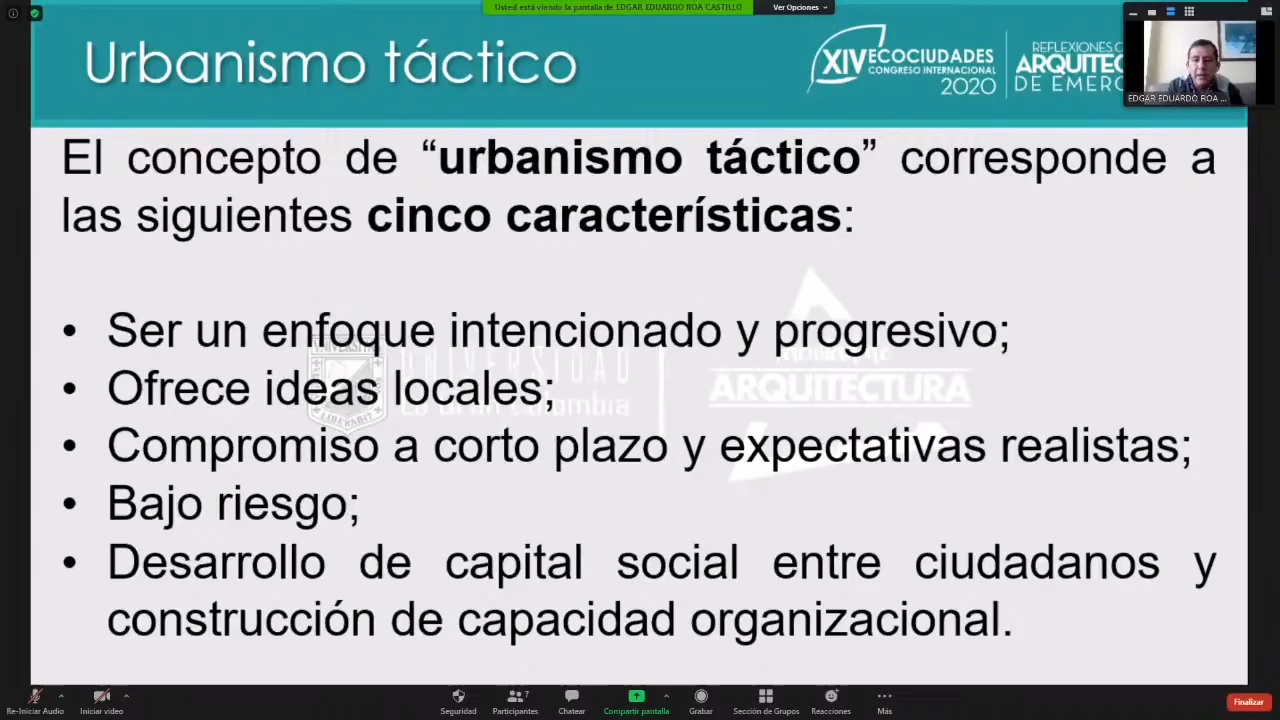 Usted está viendo la pantalla de EDGAR EDUARDO ROA CASTILLO
Ver Opciones
Urbanismo táctico
XIV ECOCIUDADES
CONGRESO INTERNACIONAL
2020
REFLEXIONES
ARQUITEC
DE EMERG
EDGAR EDUARDO ROA ...
El concepto de “urbanismo táctico” corresponde a
las siguientes cinco características:
• Ser un enfoque intencionado y progresivo;
• Ofrece ideas locales;
• Compromiso a corto plazo y expectativas realistas;
• Bajo riesgo;
• Desarrollo de capital social entre ciudadanos y
construcción de capacidad organizacional.
UNIVERSIDAD
La Gran Colombia
ARQUITECTURA
Re-Iniciar Audio
Iniciar video
Seguridad
7
Participantes
Chatear
Compartir pantalla
Grabar
Sección de Grupos
Reacciones
Más
Finalizar